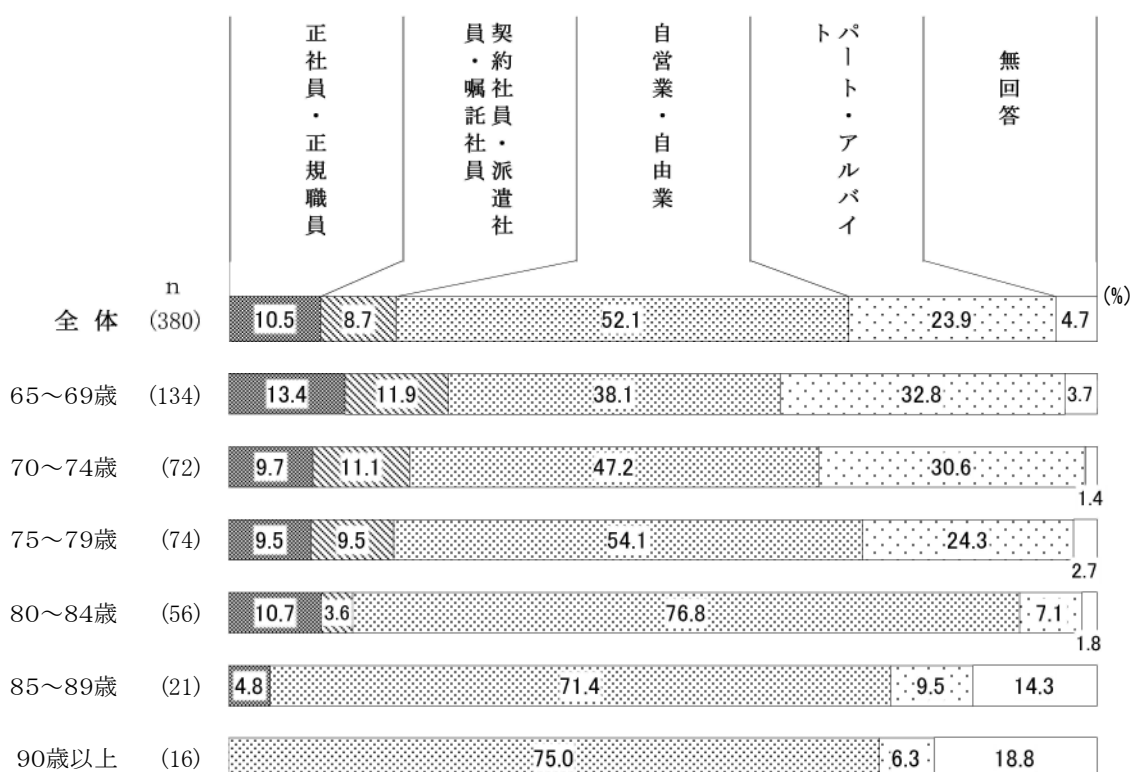 正社員・正規職員
契約社員・派遣社
員・嘱託社員
自営業・自由業
パート・アルバイ
ト
無回答
n
(%)
全 体 (380) 10.5 8.7 52.1 23.9 4.7
65～69歳 (134) 13.4 11.9 38.1 32.8 3.7
70～74歳 (72) 9.7 11.1 47.2 30.6 1.4
75～79歳 (74) 9.5 9.5 54.1 24.3 2.7
80～84歳 (56) 10.7 3.6 76.8 7.1 1.8
85～89歳 (21) 4.8 71.4 9.5 14.3
90歳以上 (16) 75.0 6.3 18.8